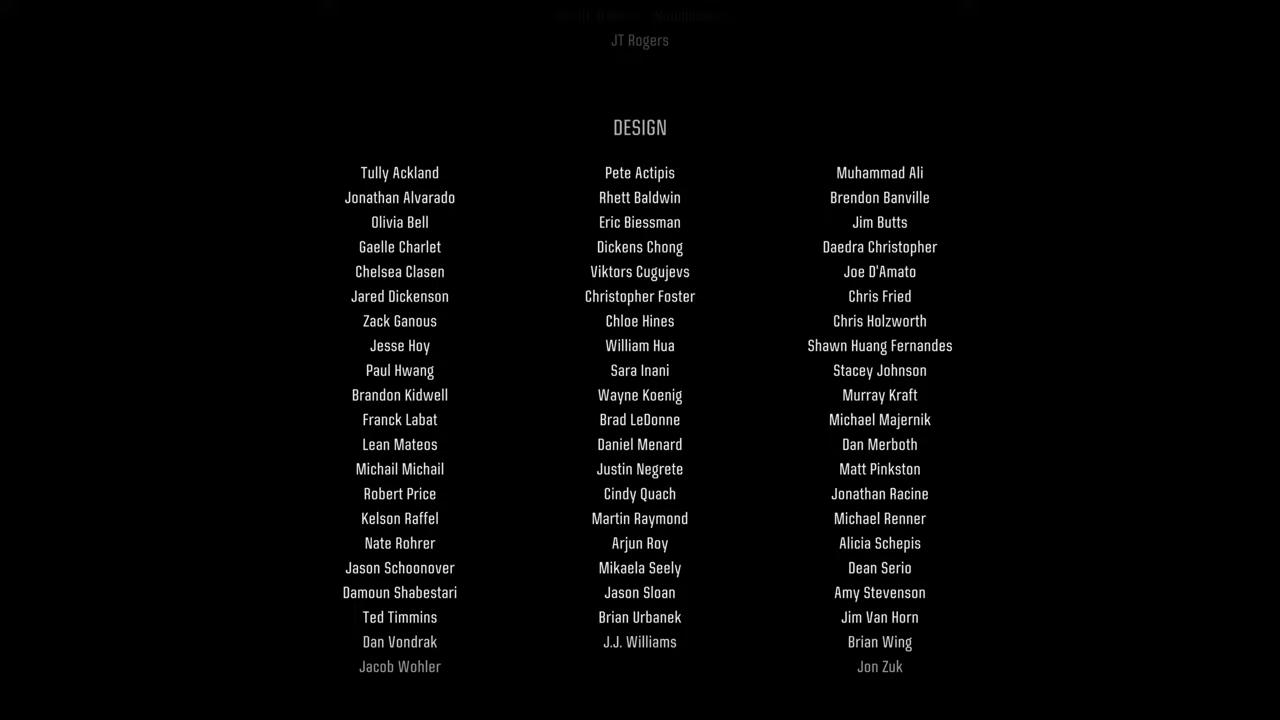 JT Rogers
DESIGN
Tully Ackland Pete Actipis Muhammad Ali
Jonathan Alvarado Rhett Baldwin Brendon Banville
Olivia Bell Eric Biessman Jim Butts
Gaelle Charlet Dickens Chong Daedra Christopher
Chelsea Clasen Viktors Cugujevs Joe D'Amato
Jared Dickenson Christopher Foster Chris Fried
Zack Ganous Chloe Hines Chris Holzworth
Jesse Hoy William Hua Shawn Huang Fernandes
Paul Hwang Sara Inani Stacey Johnson
Brandon Kidwell Wayne Koenig Murray Kraft
Franck Labat Brad LeDonne Michael Majernik
Lean Mateos Daniel Menard Dan Merboth
Michail Michail Justin Negrete Matt Pinkston
Robert Price Cindy Quach Jonathan Racine
Kelson Raffel Martin Raymond Michael Renner
Nate Rohrer Arjun Roy Alicia Schepis
Jason Schoonover Mikaela Seely Dean Serio
Damoun Shabestari Jason Sloan Amy Stevenson
Ted Timmins Brian Urbanek Jim Van Horn
Dan Vondrak J.J. Williams Brian Wing
Jacob Wohler Jon Zuk